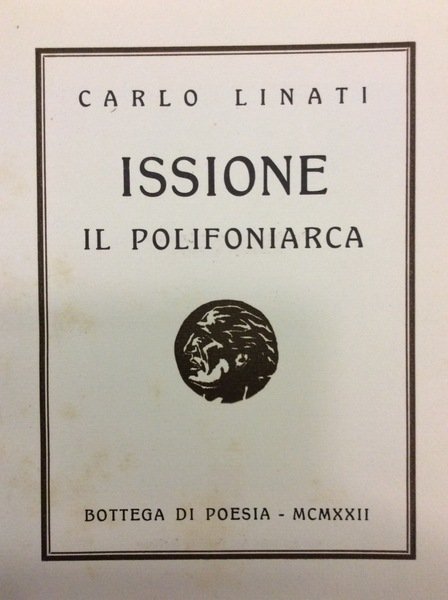 CARLO LINATI
ISSIONE
IL POLIFONIARCA
BOTTEGA DI POESIA - MCMXXII